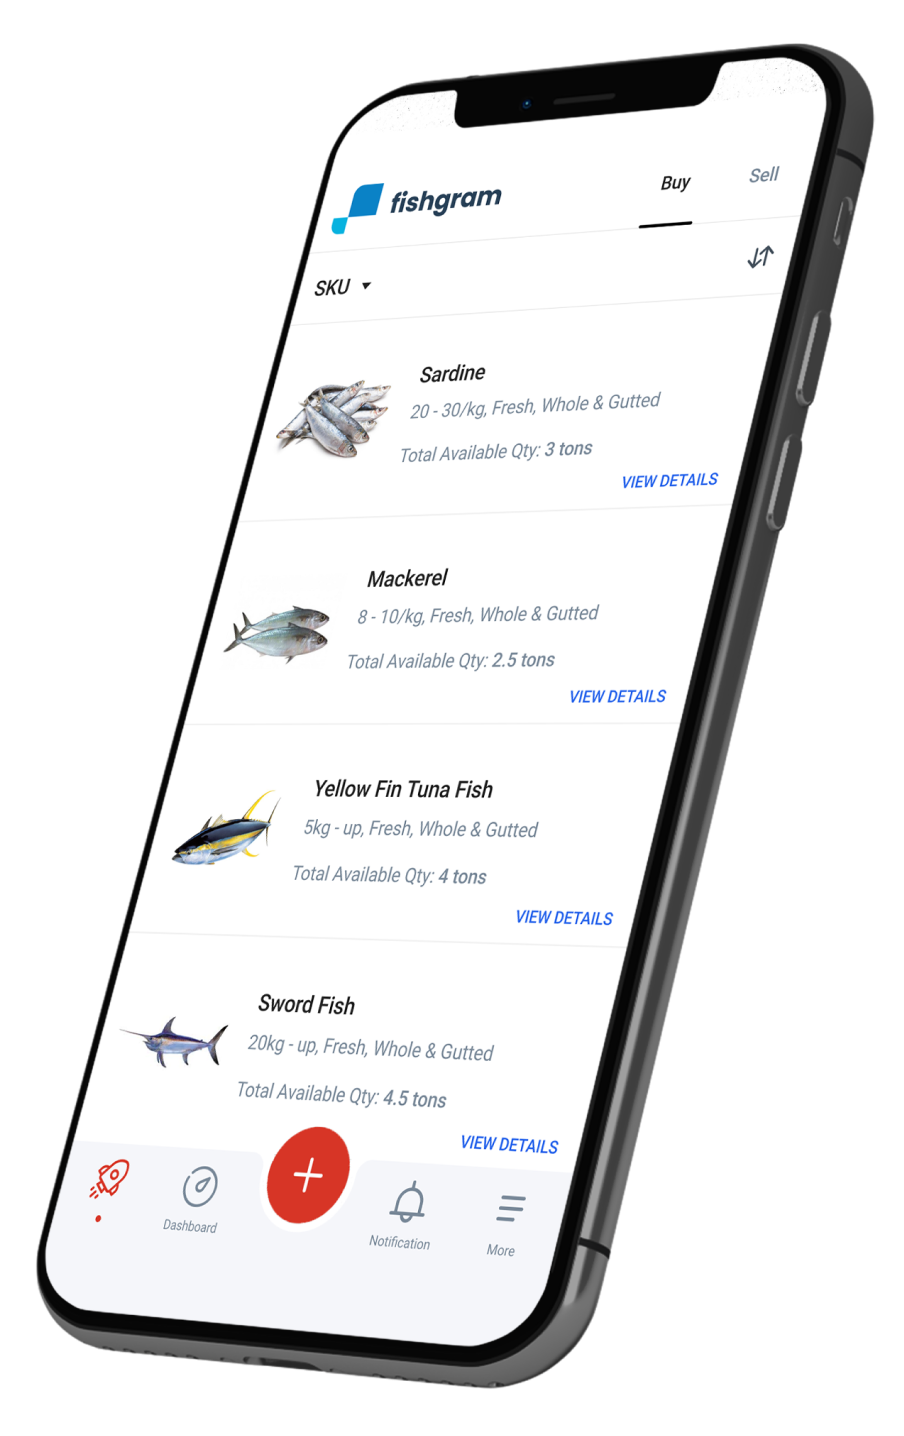 fishgram
Buy
Sell
SKU
Sardine
20 - 30/kg, Fresh, Whole & Gutted
Total Available Qty: 3 tons
VIEW DETAILS
Mackerel
8 - 10/kg, Fresh, Whole & Gutted
Total Available Qty: 2.5 tons
VIEW DETAILS
Yellow Fin Tuna Fish
5kg - up, Fresh, Whole & Gutted
Total Available Qty: 4 tons
VIEW DETAILS
Sword Fish
20kg - up, Fresh, Whole & Gutted
Total Available Qty: 4.5 tons
VIEW DETAILS
Dashboard
Notification
More